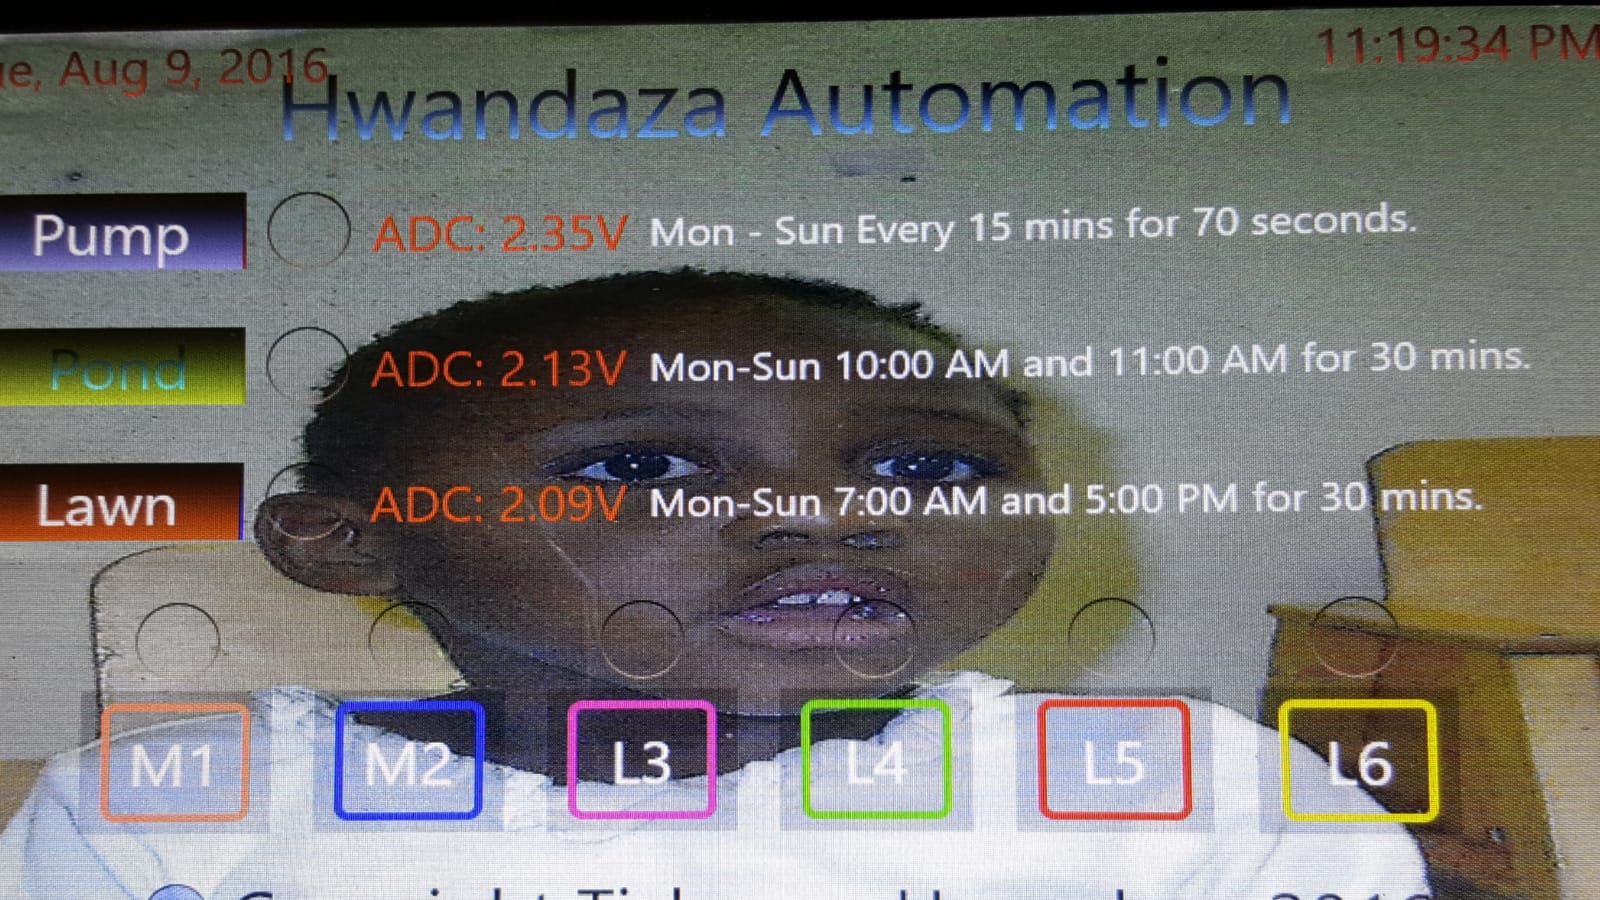 Aug 9, 2016
11:19:34 PM
Hwandaza Automation
Pump ADC: 2.35V Mon - Sun Every 15 mins for 70 seconds.
Pond ADC: 2.13V Mon-Sun 10:00 AM and 11:00 AM for 30 mins.
Lawn ADC: 2.09V Mon-Sun 7:00 AM and 5:00 PM for 30 mins.
M1 M2 L3 L4 L5 L6